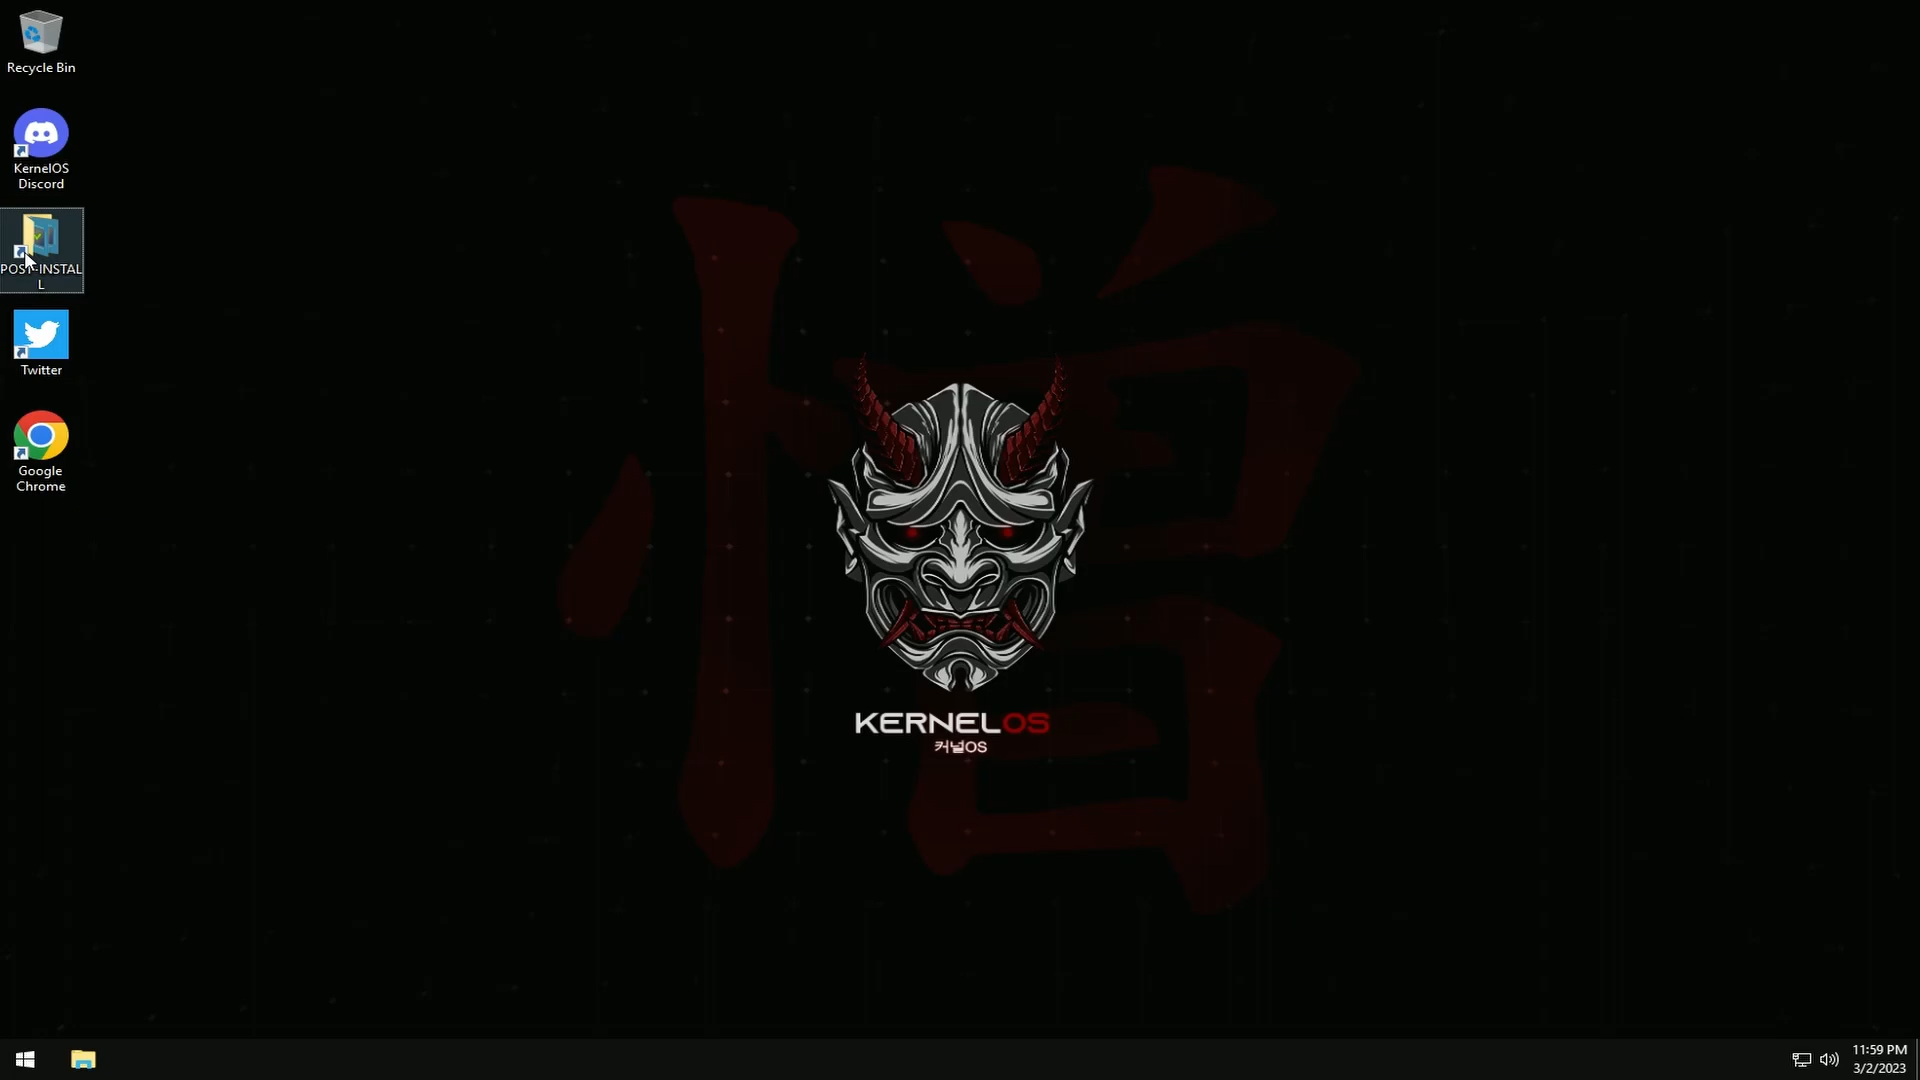 Recycle Bin
KernelOS
Discord
POST-INSTAL
L
Twitter
Google
Chrome
憎
KERNELOS
커널OS
11:59 PM
3/2/2023